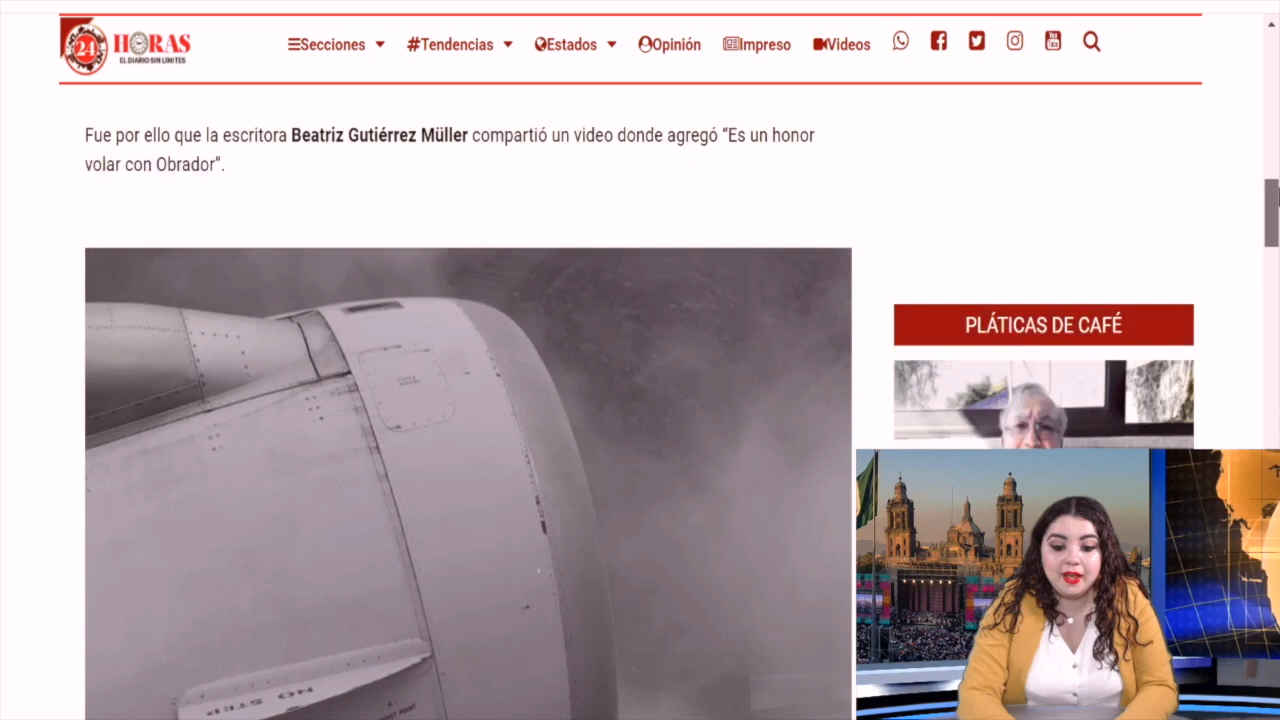 24 HORAS
EL DIARIO SIN LIMITES
Secciones
#Tendencias
Estados
Opinión
Impreso
Videos
Fue por ello que la escritora Beatriz Gutiérrez Müller compartió un video donde agregó “Es un honor
volar con Obrador”.
PLÁTICAS DE CAFÉ
NO STEP